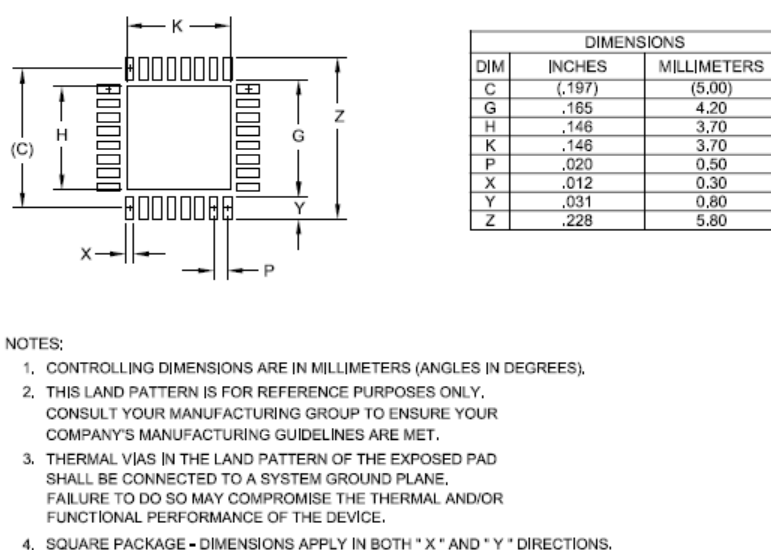 K
DIMENSIONS
DIM INCHES MILLIMETERS
C (.197) (5.00)
G .165 4.20
H .146 3.70
K .146 3.70
P .020 0.50
X .012 0.30
Y .031 0.80
Z .228 5.80
(C) H G Z
Y
X P
NOTES:
1. CONTROLLING DIMENSIONS ARE IN MILLIMETERS (ANGLES IN DEGREES).
2. THIS LAND PATTERN IS FOR REFERENCE PURPOSES ONLY.
CONSULT YOUR MANUFACTURING GROUP TO ENSURE YOUR
COMPANY'S MANUFACTURING GUIDELINES ARE MET.
3. THERMAL VIAS IN THE LAND PATTERN OF THE EXPOSED PAD
SHALL BE CONNECTED TO A SYSTEM GROUND PLANE.
FAILURE TO DO SO MAY COMPROMISE THE THERMAL AND/OR
FUNCTIONAL PERFORMANCE OF THE DEVICE.
4. SQUARE PACKAGE - DIMENSIONS APPLY IN BOTH " X " AND " Y " DIRECTIONS.